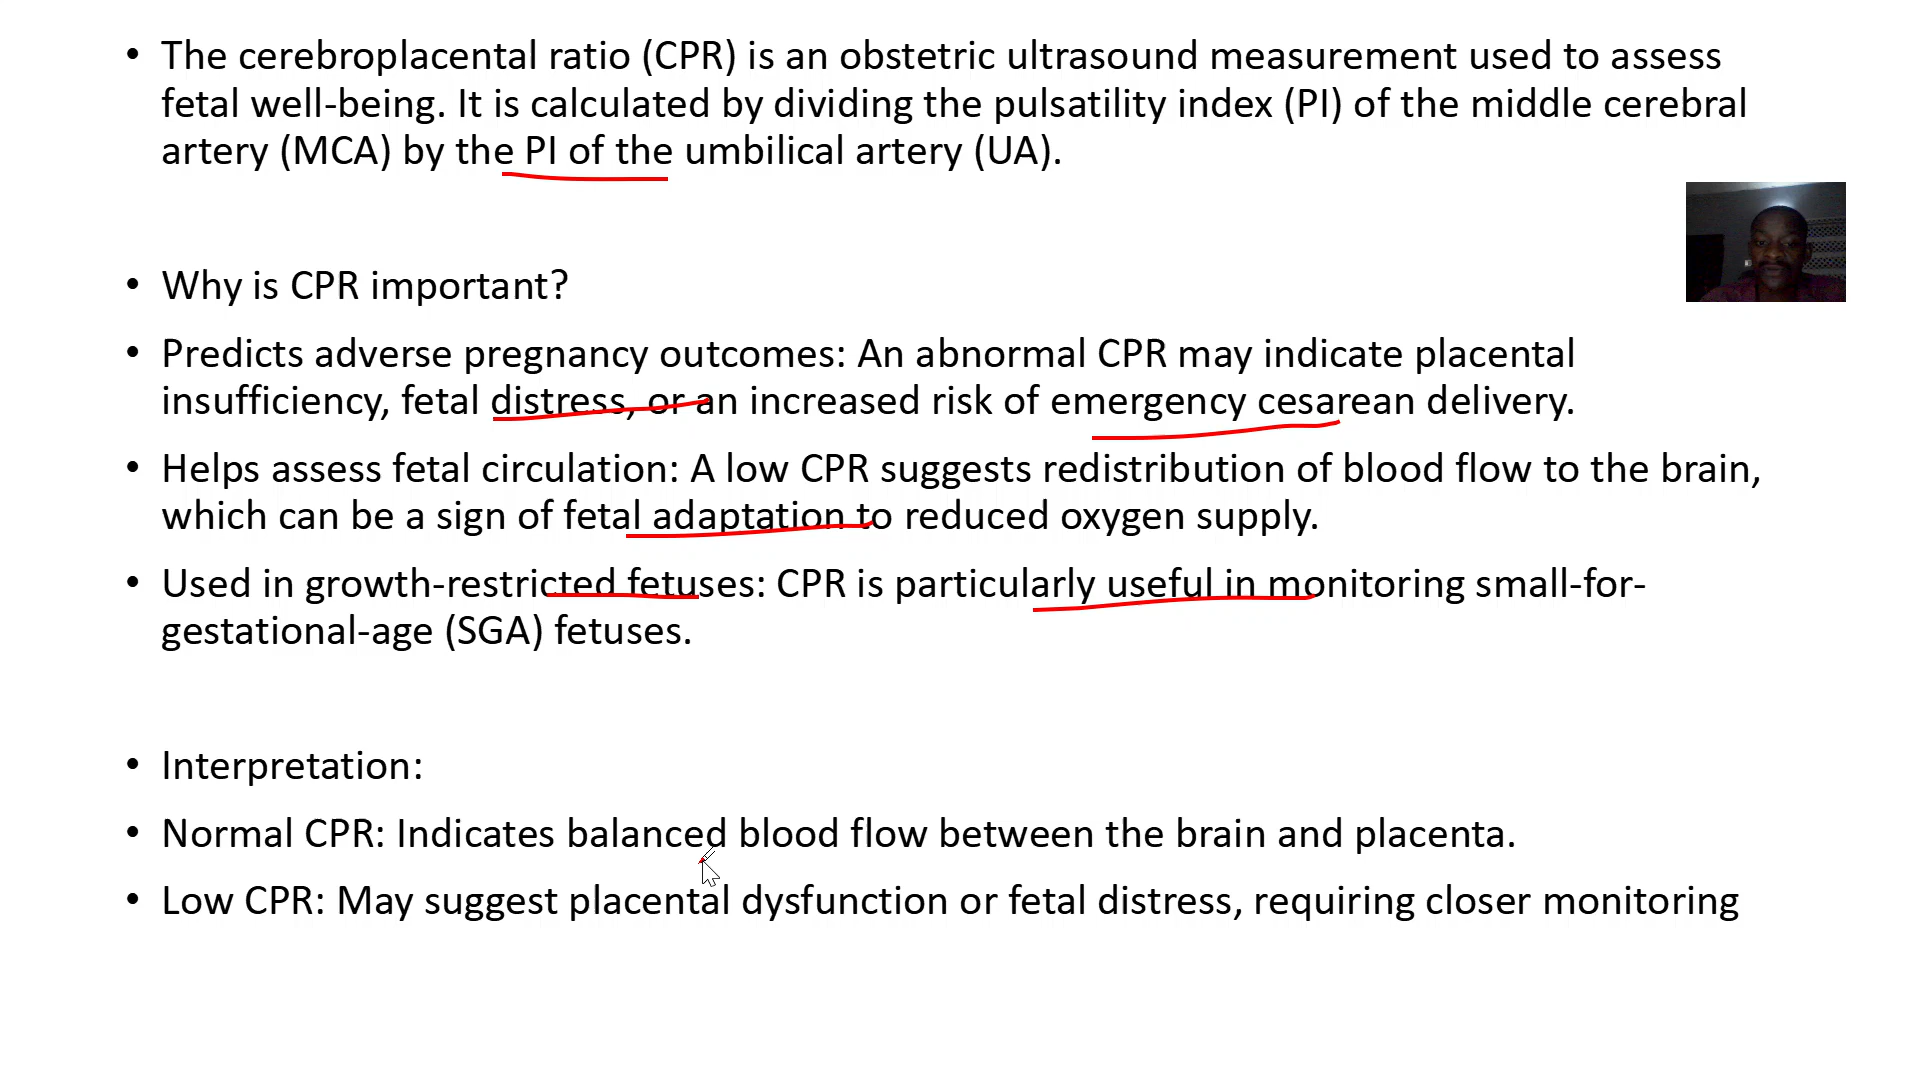 • The cerebroplacental ratio (CPR) is an obstetric ultrasound measurement used to assess
fetal well-being. It is calculated by dividing the pulsatility index (PI) of the middle cerebral
artery (MCA) by the PI of the umbilical artery (UA).
• Why is CPR important?
• Predicts adverse pregnancy outcomes: An abnormal CPR may indicate placental
insufficiency, fetal distress, or an increased risk of emergency cesarean delivery.
• Helps assess fetal circulation: A low CPR suggests redistribution of blood flow to the brain,
which can be a sign of fetal adaptation to reduced oxygen supply.
• Used in growth-restricted fetuses: CPR is particularly useful in monitoring small-for-
gestational-age (SGA) fetuses.
• Interpretation:
• Normal CPR: Indicates balanced blood flow between the brain and placenta.
• Low CPR: May suggest placental dysfunction or fetal distress, requiring closer monitoring